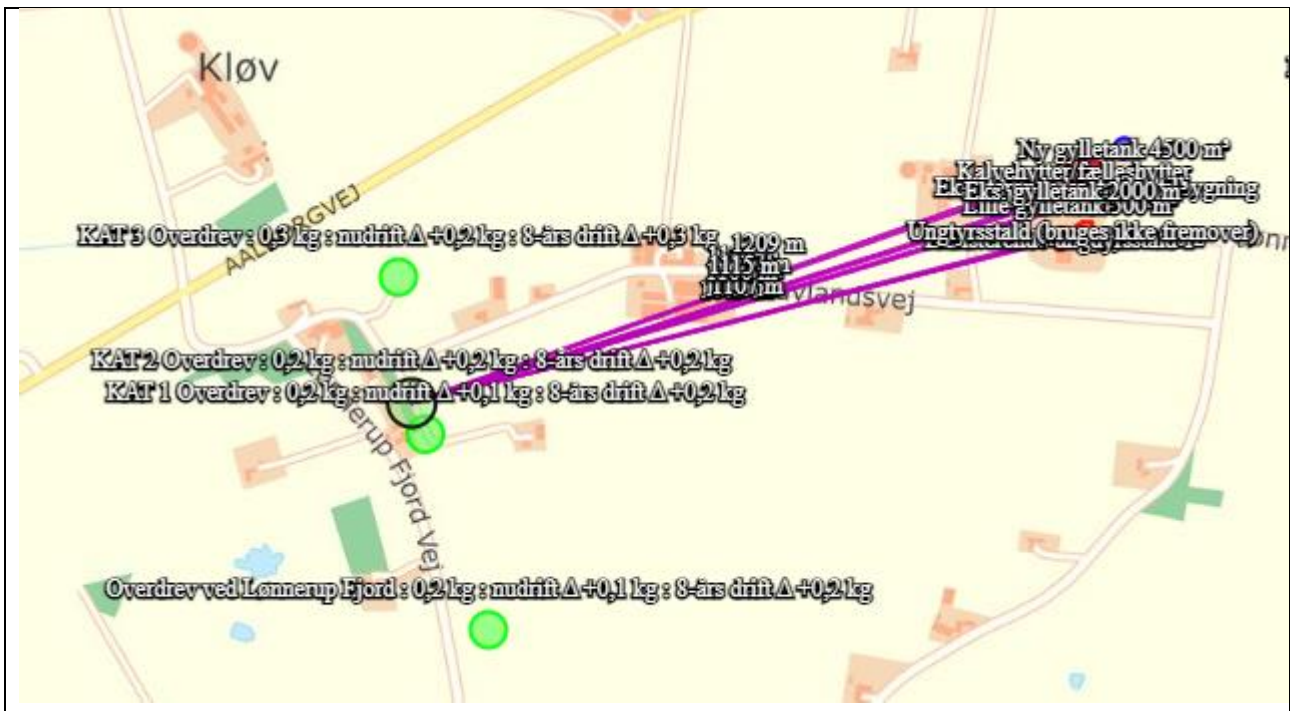 Kløv
AALBORGVEJ
Ny gylletank 4500 m³
Kalvehytter/fælleshytter
Eks. gylletank 2000 m³
bygning
Lille gylletank 500 m³
KAT 3 Overdrev : 0,3 kg : nudrift Δ +0,2 kg : 8-års drift Δ +0,3 kg
Ungtyrsstald (bruges ikke fremover)
1209 m
1115 m
1107 m
vlandsvej
KAT 2 Overdrev : 0,2 kg : nudrift Δ +0,2 kg : 8-års drift Δ +0,2 kg
KAT 1 Overdrev : 0,2 kg : nudrift Δ +0,1 kg : 8-års drift Δ +0,2 kg
erup Fjord Vej
Overdrev ved Lønnerup Fjord : 0,2 kg : nudrift Δ +0,1 kg : 8-års drift Δ +0,2 kg